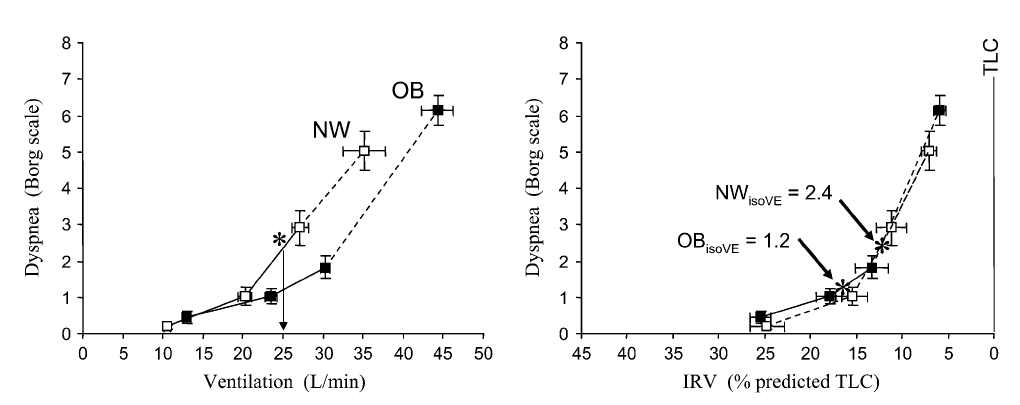 8
7
6
5
4
3
2
1
0
Dyspnea (Borg scale)
OB
NW
*
0 5 10 15 20 25 30 35 40 45 50
Ventilation (L/min)
8
7
6
5
4
3
2
1
0
Dyspnea (Borg scale)
TLC
NWisoVE = 2.4
OBisoVE = 1.2
*
*
45 40 35 30 25 20 15 10 5 0
IRV (% predicted TLC)